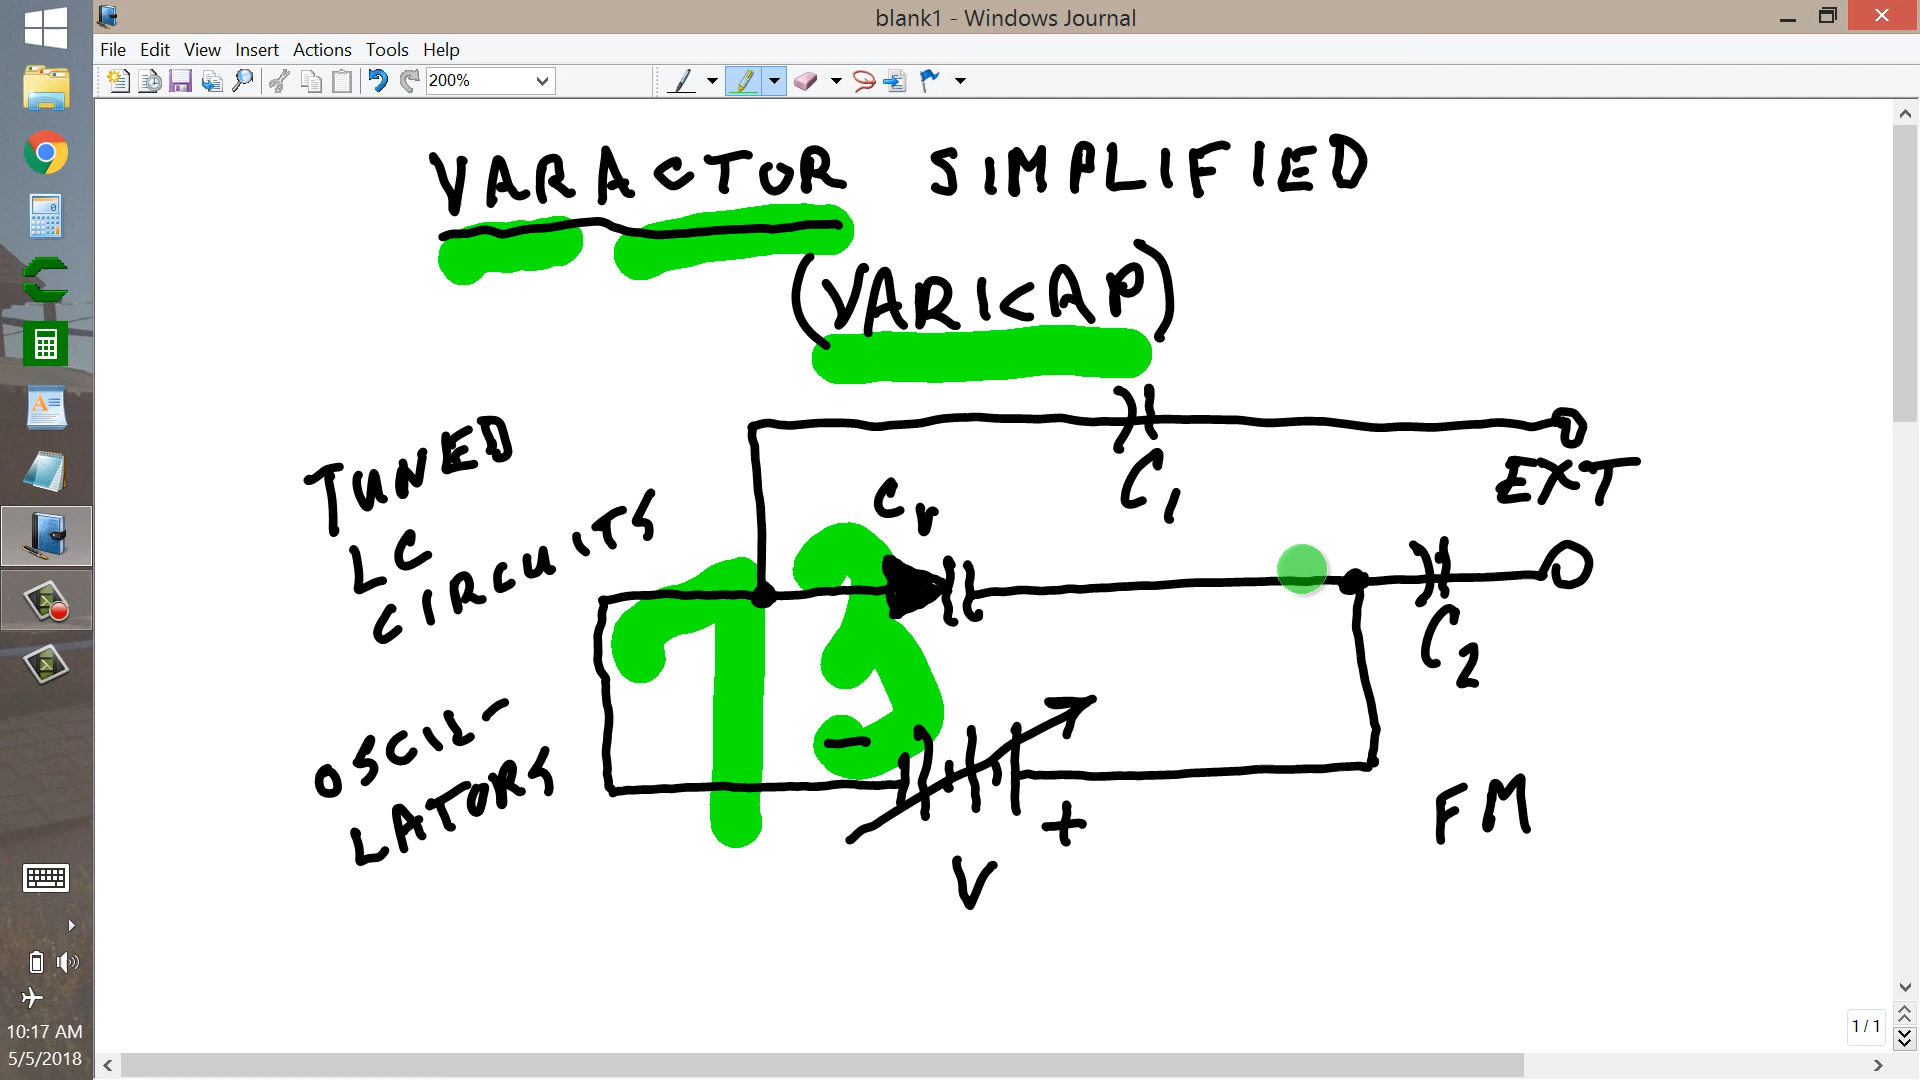 blank1 - Windows Journal
File Edit View Insert Actions Tools Help
200%
VARACTOR SIMPLIFIED
(VARICAP)
TUNED
LC
CIRCUITS
OSCIL-
LATORS
C1
EXT
Cv
C2
73
-
+
V
FM
1 / 1
10:17 AM
5/5/2018